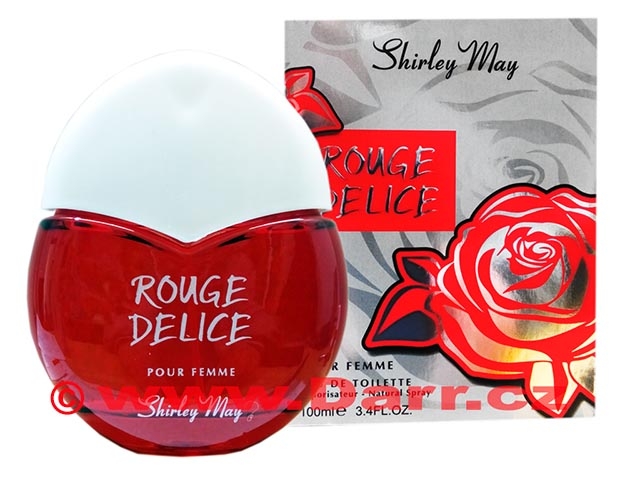 Shirley May
ROUGE
DELICE
ROUGE
DELICE
POUR FEMME
Shirley May
FEMME
DE TOILETTE
Natural Spray
100ml e 3.4FL.OZ.
© www.Darr.cz